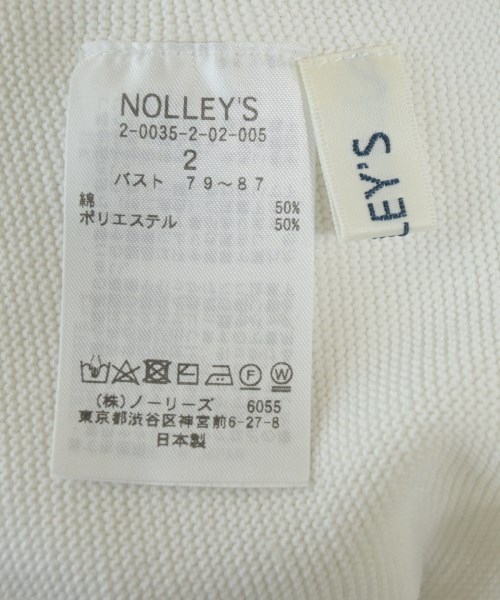 NOLLEY'S
2-0035-2-02-005
2
バスト 79～87
綿 50%
ポリエステル 50%
F W
(株)ノーリーズ 6055
東京都渋谷区神宮前6-27-8
日本製
LEY'S